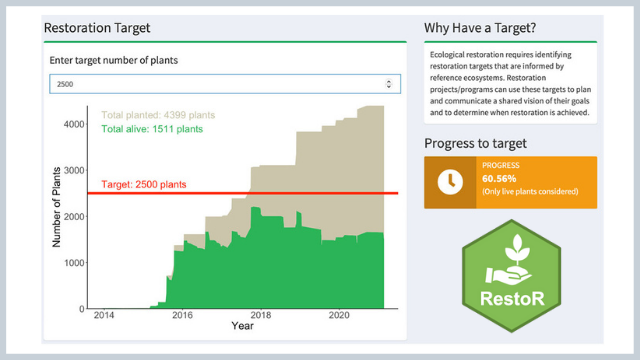 Restoration Target
Enter target number of plants
2500
Total planted: 4399 plants
Total alive: 1511 plants
Target: 2500 plants
Number of Plants
4000
3000
2000
1000
0
2014 2016 2018 2020
Year
Why Have a Target?
Ecological restoration requires identifying
restoration targets that are informed by
reference ecosystems. Restoration
projects/programs can use these targets to plan
and communicate a shared vision of their goals
and to determine when restoration is achieved.
Progress to target
PROGRESS
60.56%
(Only live plants considered)
RestoR